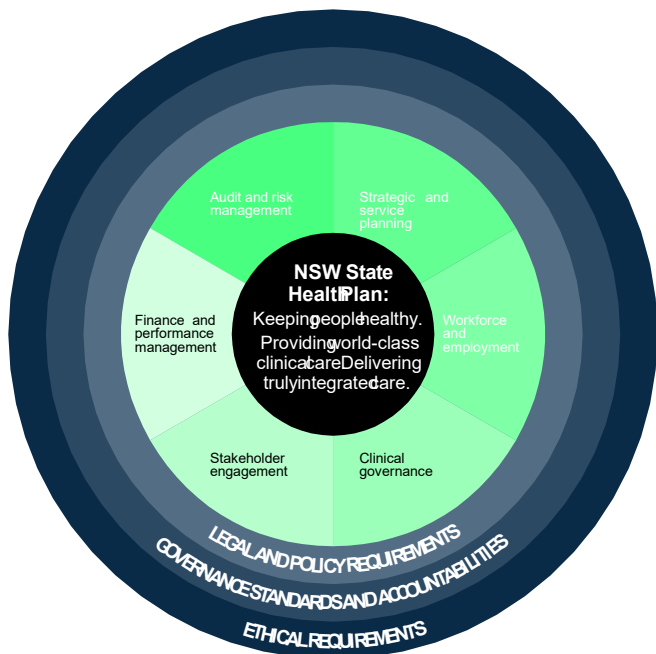 Audit and risk
management
Strategic and
service
planning
NSW State
Health Plan:
Keeping people healthy.
Providing world-class
clinical care Delivering
truly integrated care.
Finance and
performance
management
Workforce
and
employment
Stakeholder
engagement
Clinical
governance
LEGAL AND POLICY REQUIREMENTS
GOVERNANCE STANDARDS AND ACCOUNTABILITIES
ETHICAL REQUIREMENTS